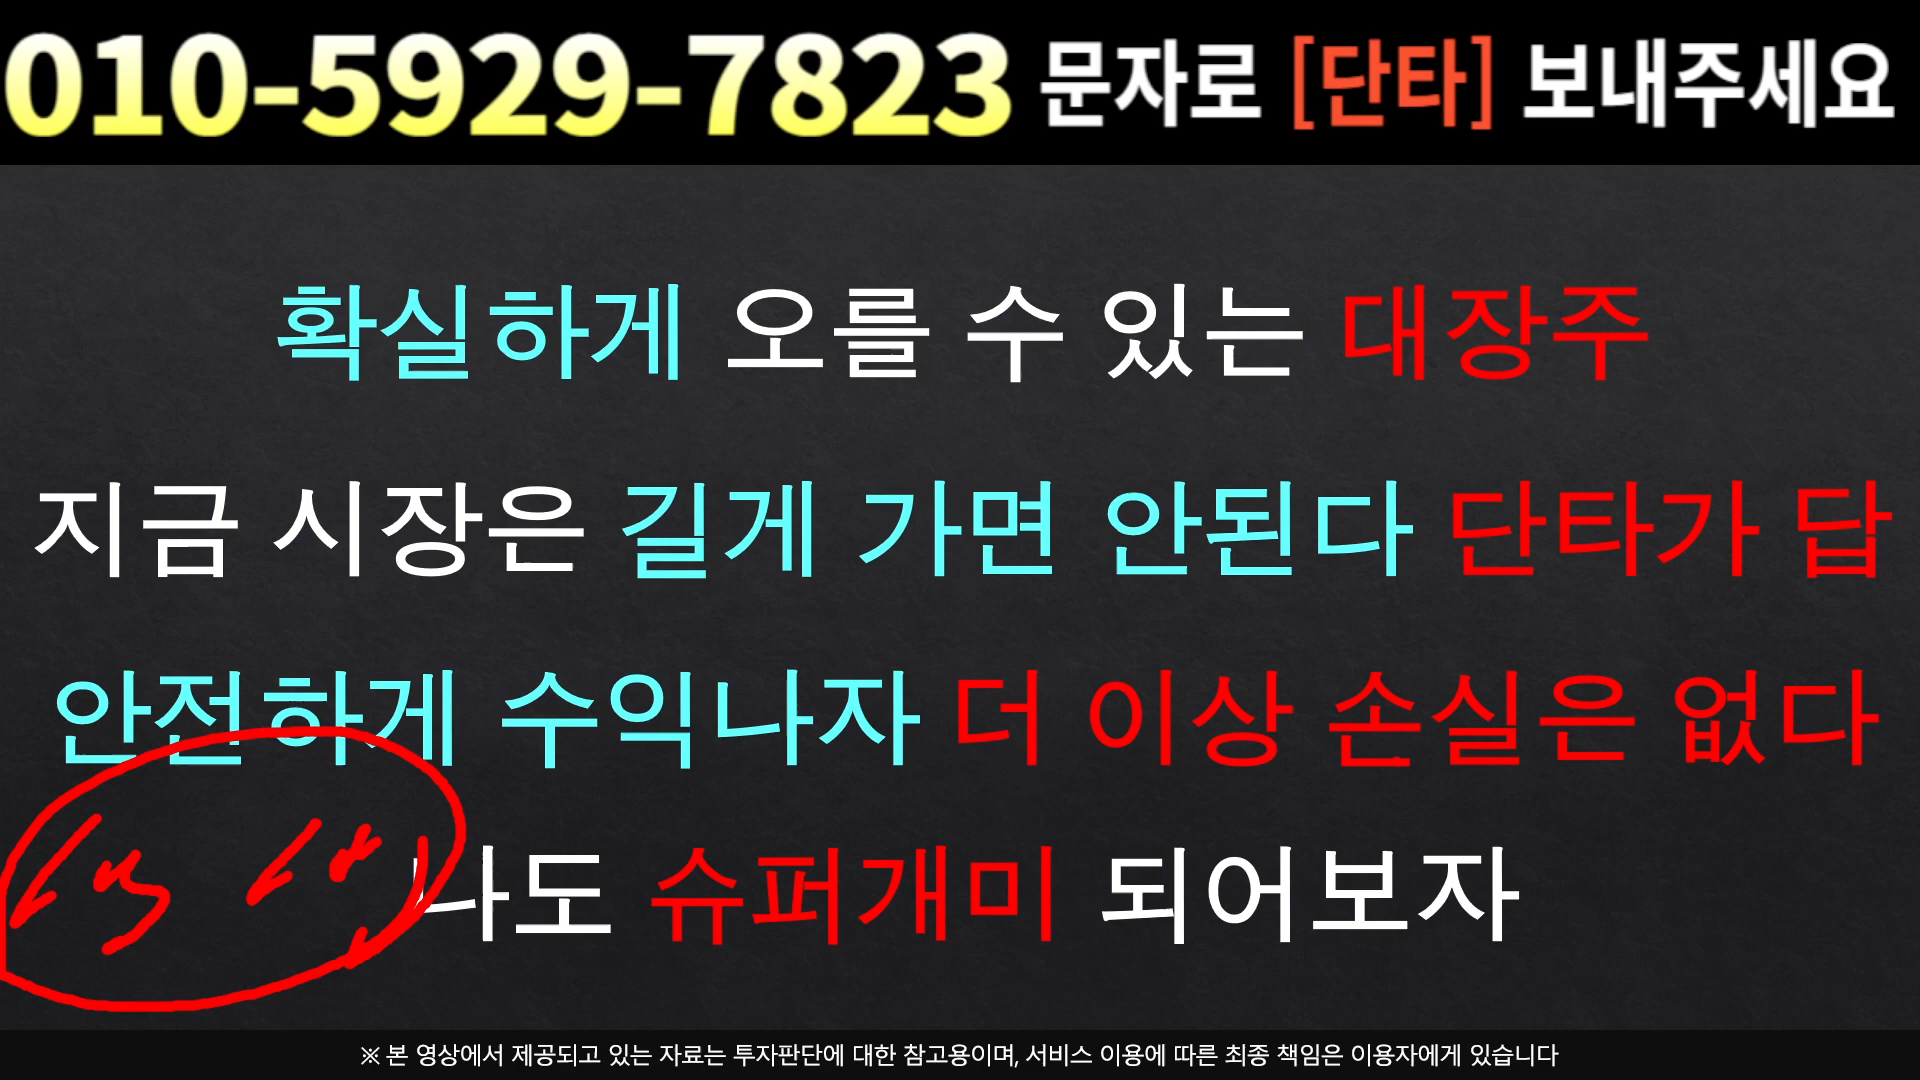 010-5929-7823 문자로 [단타] 보내주세요
확실하게 오를 수 있는 대장주
지금 시장은 길게 가면 안된다 단타가 답
안전하게 수익나자 더 이상 손실은 없다
나도 슈퍼개미 되어보자
※ 본 영상에서 제공되고 있는 자료는 투자판단에 대한 참고용이며, 서비스 이용에 따른 최종 책임은 이용자에게 있습니다